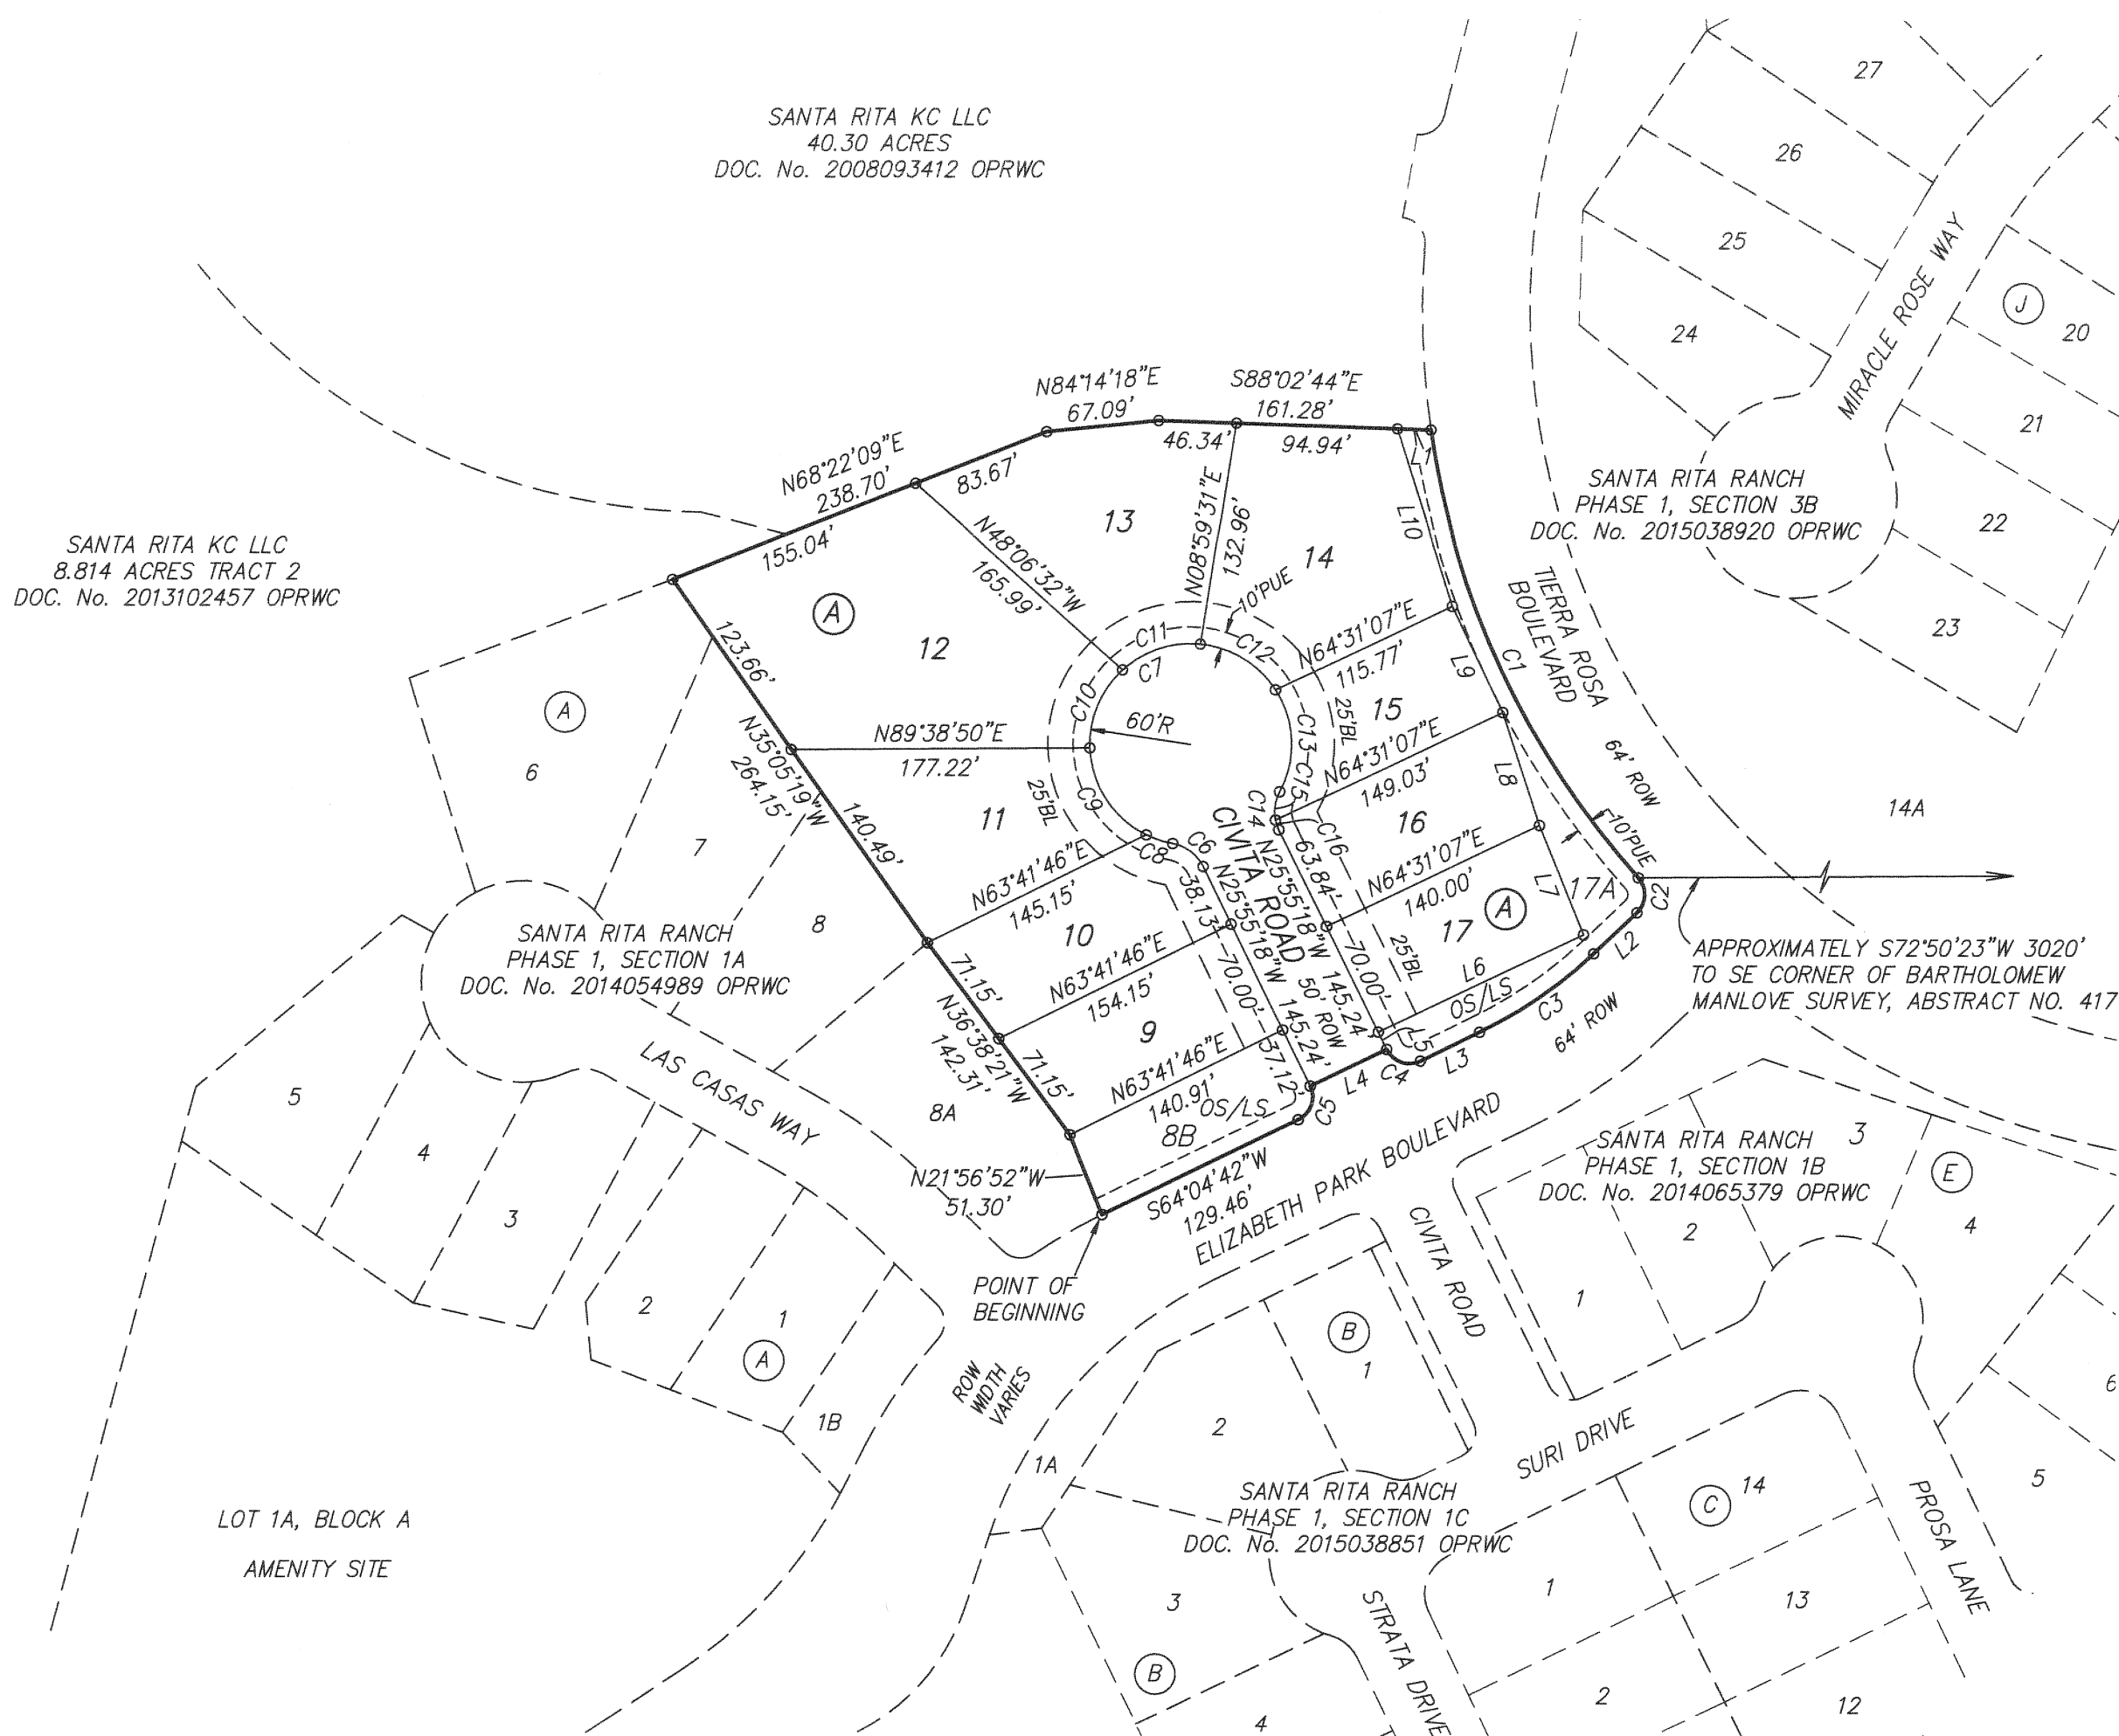 SANTA RITA KC LLC
40.30 ACRES
DOC. No. 2008093412 OPRWC
27
26
25
24
MIRACLE ROSE WAY
J
20
21
22
23
SANTA RITA RANCH
PHASE 1, SECTION 3B
DOC. No. 2015038920 OPRWC
SANTA RITA KC LLC
8.814 ACRES TRACT 2
DOC. No. 2013102457 OPRWC
N84°14'18"E
67.09'
S88°02'44"E
161.28'
46.34'
94.94'
L1
N68°22'09"E
238.70'
83.67'
155.04'
13
N08°59'31"E
132.96'
14
L10
N48°06'32"W
165.99'
10'PUE
A
12
123.66'
C11
C7
C12
C10
N64°31'07"E
115.77'
L9
C1
TIERRA ROSA
BOULEVARD
64' ROW
15
25'BL
A
6
N35°05'19"W
264.15'
N89°38'50"E
177.22'
60'R
C13
C15
N64°31'07"E
149.03'
L8
14A
25'BL
C9
11
140.49'
C14
CIVITA ROAD
50' ROW
C16
16
10'PUE
7
C8
C6
N63°41'46"E
145.15'
38.13'
N25°55'18"W 145.24'
N25°55'18"W 145.24'
63.84'
N64°31'07"E
140.00'
L7
17A
C2
8
10
17
A
25'BL
L2
SANTA RITA RANCH
PHASE 1, SECTION 1A
DOC. No. 2014054989 OPRWC
71.15'
N63°41'46"E
154.15'
70.00'
70.00'
L6
OS/LS
APPROXIMATELY S72°50'23"W 3020'
TO SE CORNER OF BARTHOLOMEW
MANLOVE SURVEY, ABSTRACT NO. 417
N36°38'21"W
142.31'
9
L5
C3
64' ROW
LAS CASAS WAY
71.15'
N63°41'46"E
140.91'
37.12'
L4
C4
L3
5
8A
OS/LS
8B
C5
4
3
N21°56'52"W
51.30'
S64°04'42"W
129.46'
ELIZABETH PARK BOULEVARD
SANTA RITA RANCH
PHASE 1, SECTION 1B
DOC. No. 2014065379 OPRWC
3
E
4
2
1
CIVITA ROAD
POINT OF
BEGINNING
2
1
A
1B
B
1
2
6
ROW
WIDTH
VARIES
1A
SURI DRIVE
SANTA RITA RANCH
PHASE 1, SECTION 1C
DOC. No. 2015038851 OPRWC
C
14
5
PROSA LANE
LOT 1A, BLOCK A
AMENITY SITE
3
1
13
STRATA DRIVE
B
4
2
12